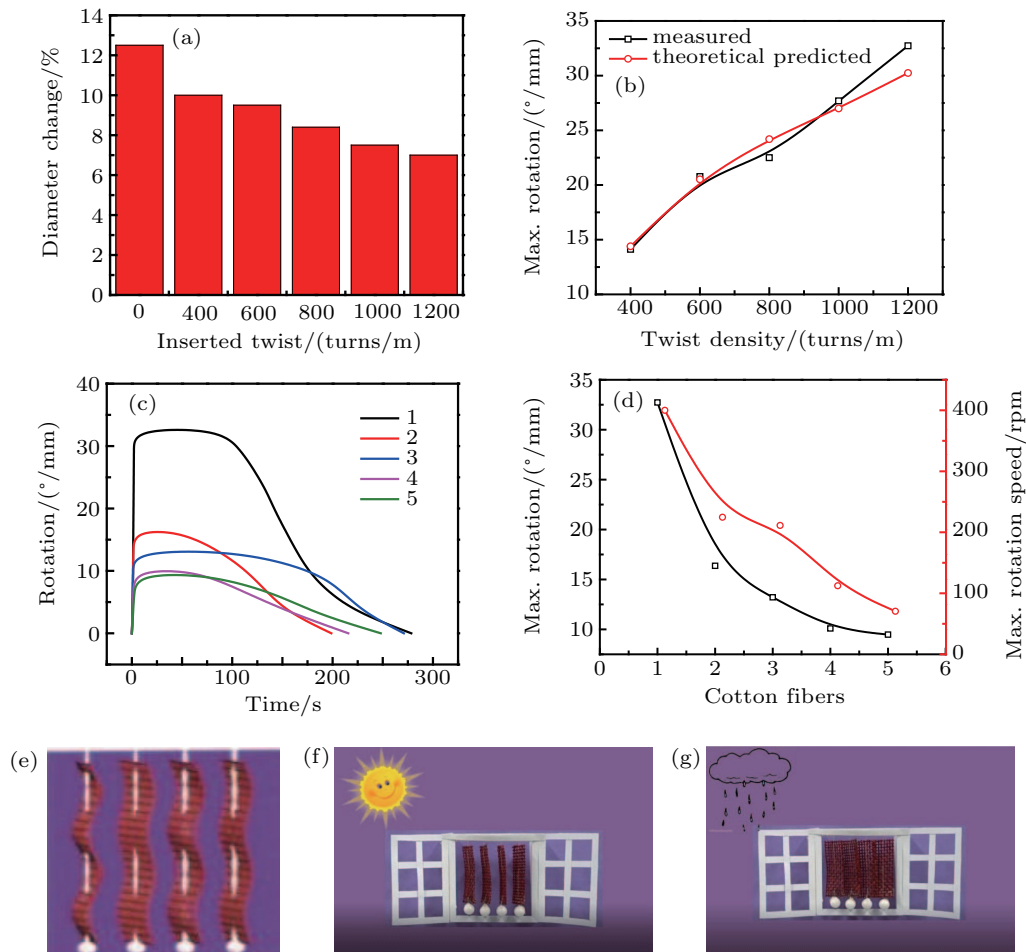 (a)
14
12
10
8
6
4
12
0
Diameter change/%
0 400 600 800 1000 1200
Inserted twist/(turns/m)
(b)
measured
theoretical predicted
35
30
25
20
15
10
Max. rotation/(°/mm)
400 600 800 1000 1200
Twist density/(turns/m)
(c)
1
2
3
4
5
40
30
20
10
0
Rotation/(°/mm)
0 100 200 300
Time/s
(d)
35
30
25
20
15
10
Max. rotation/(°/mm)
400
300
200
100
0
Max. rotation speed/rpm
0 1 2 3 4 5 6
Cotton fibers
(e)
(f)
(g)